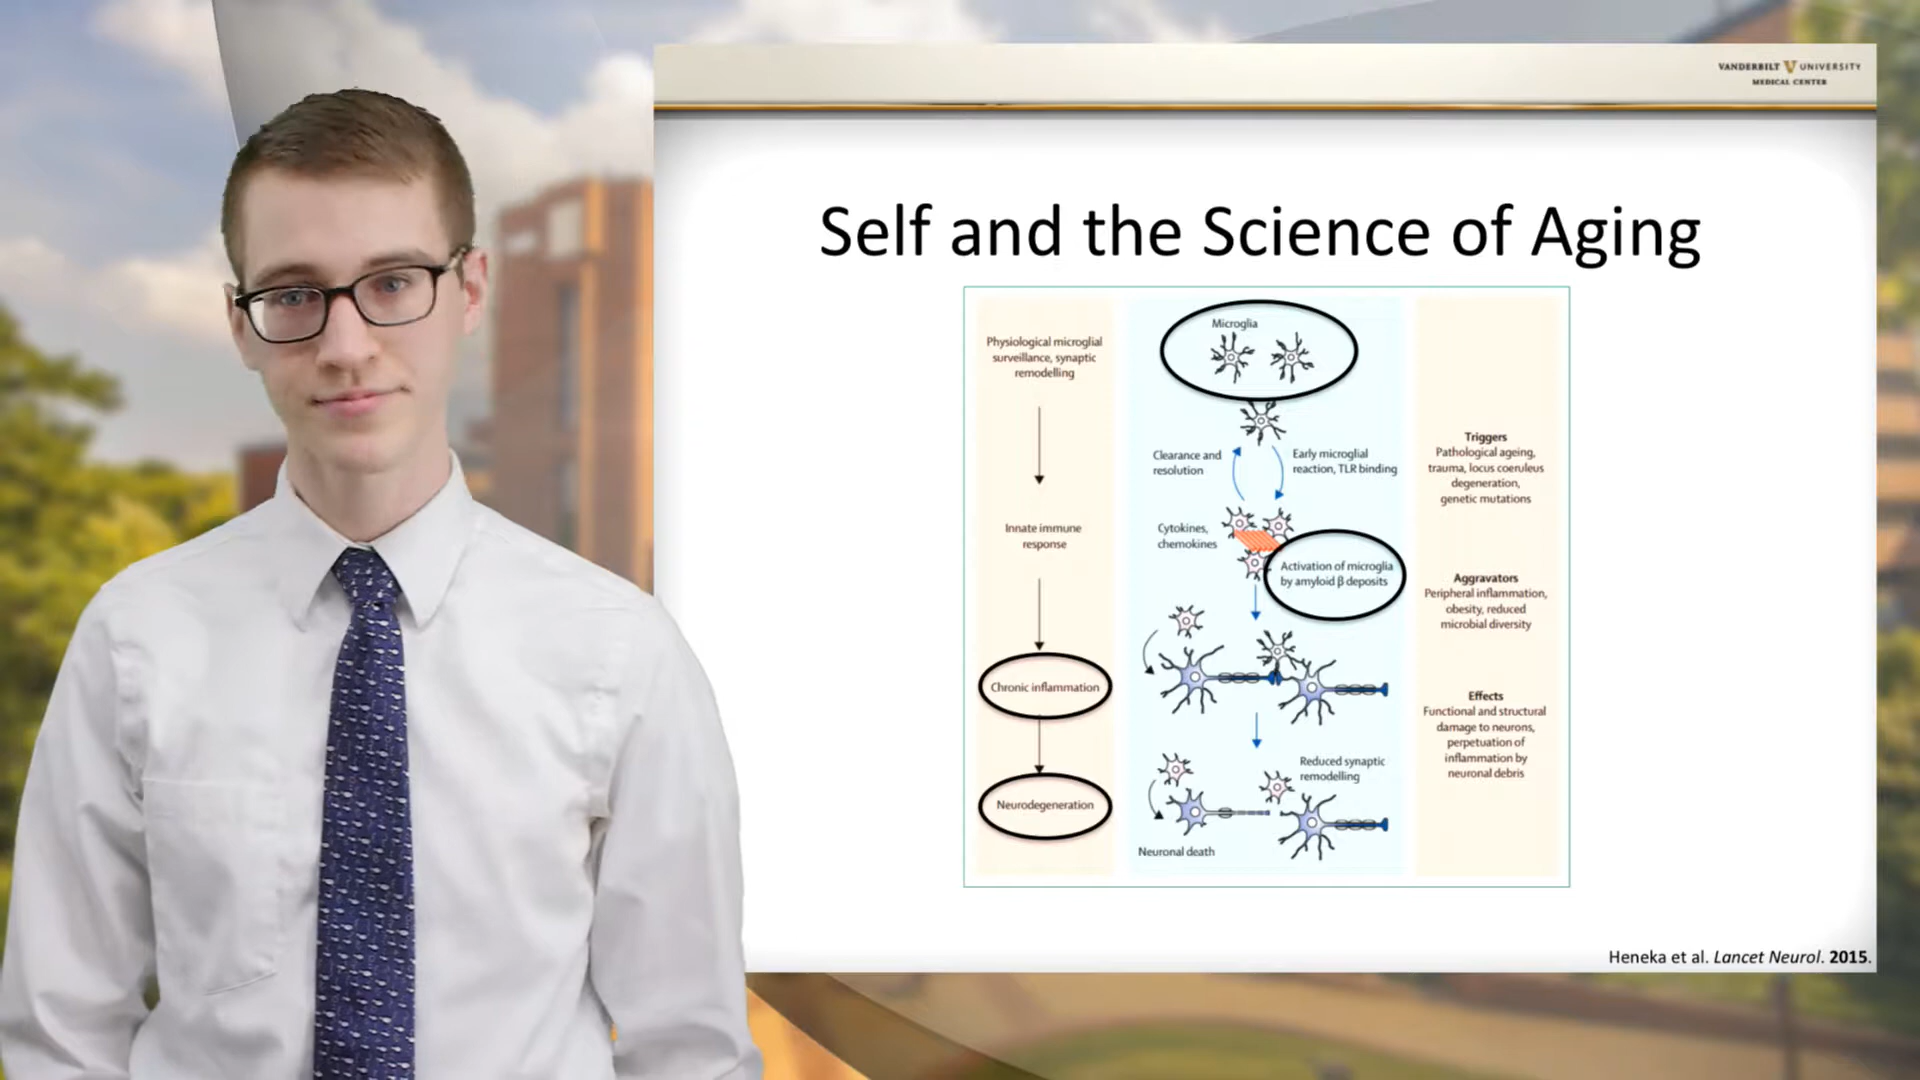 VANDERBILT V UNIVERSITY
MEDICAL CENTER
Self and the Science of Aging
Physiological microglial
surveillance, synaptic
remodelling
Innate immune
response
Chronic inflammation
Neurodegeneration
Microglia
Clearance and
resolution
Early microglial
reaction, TLR binding
Cytokines,
chemokines
Activation of microglia
by amyloid β deposits
Reduced synaptic
remodelling
Neuronal death
Triggers
Pathological ageing,
trauma, locus coeruleus
degeneration,
genetic mutations
Aggravators
Peripheral inflammation,
obesity, reduced
microbial diversity
Effects
Functional and structural
damage to neurons,
perpetuation of
inflammation by
neuronal debris
Heneka et al. Lancet Neurol. 2015.